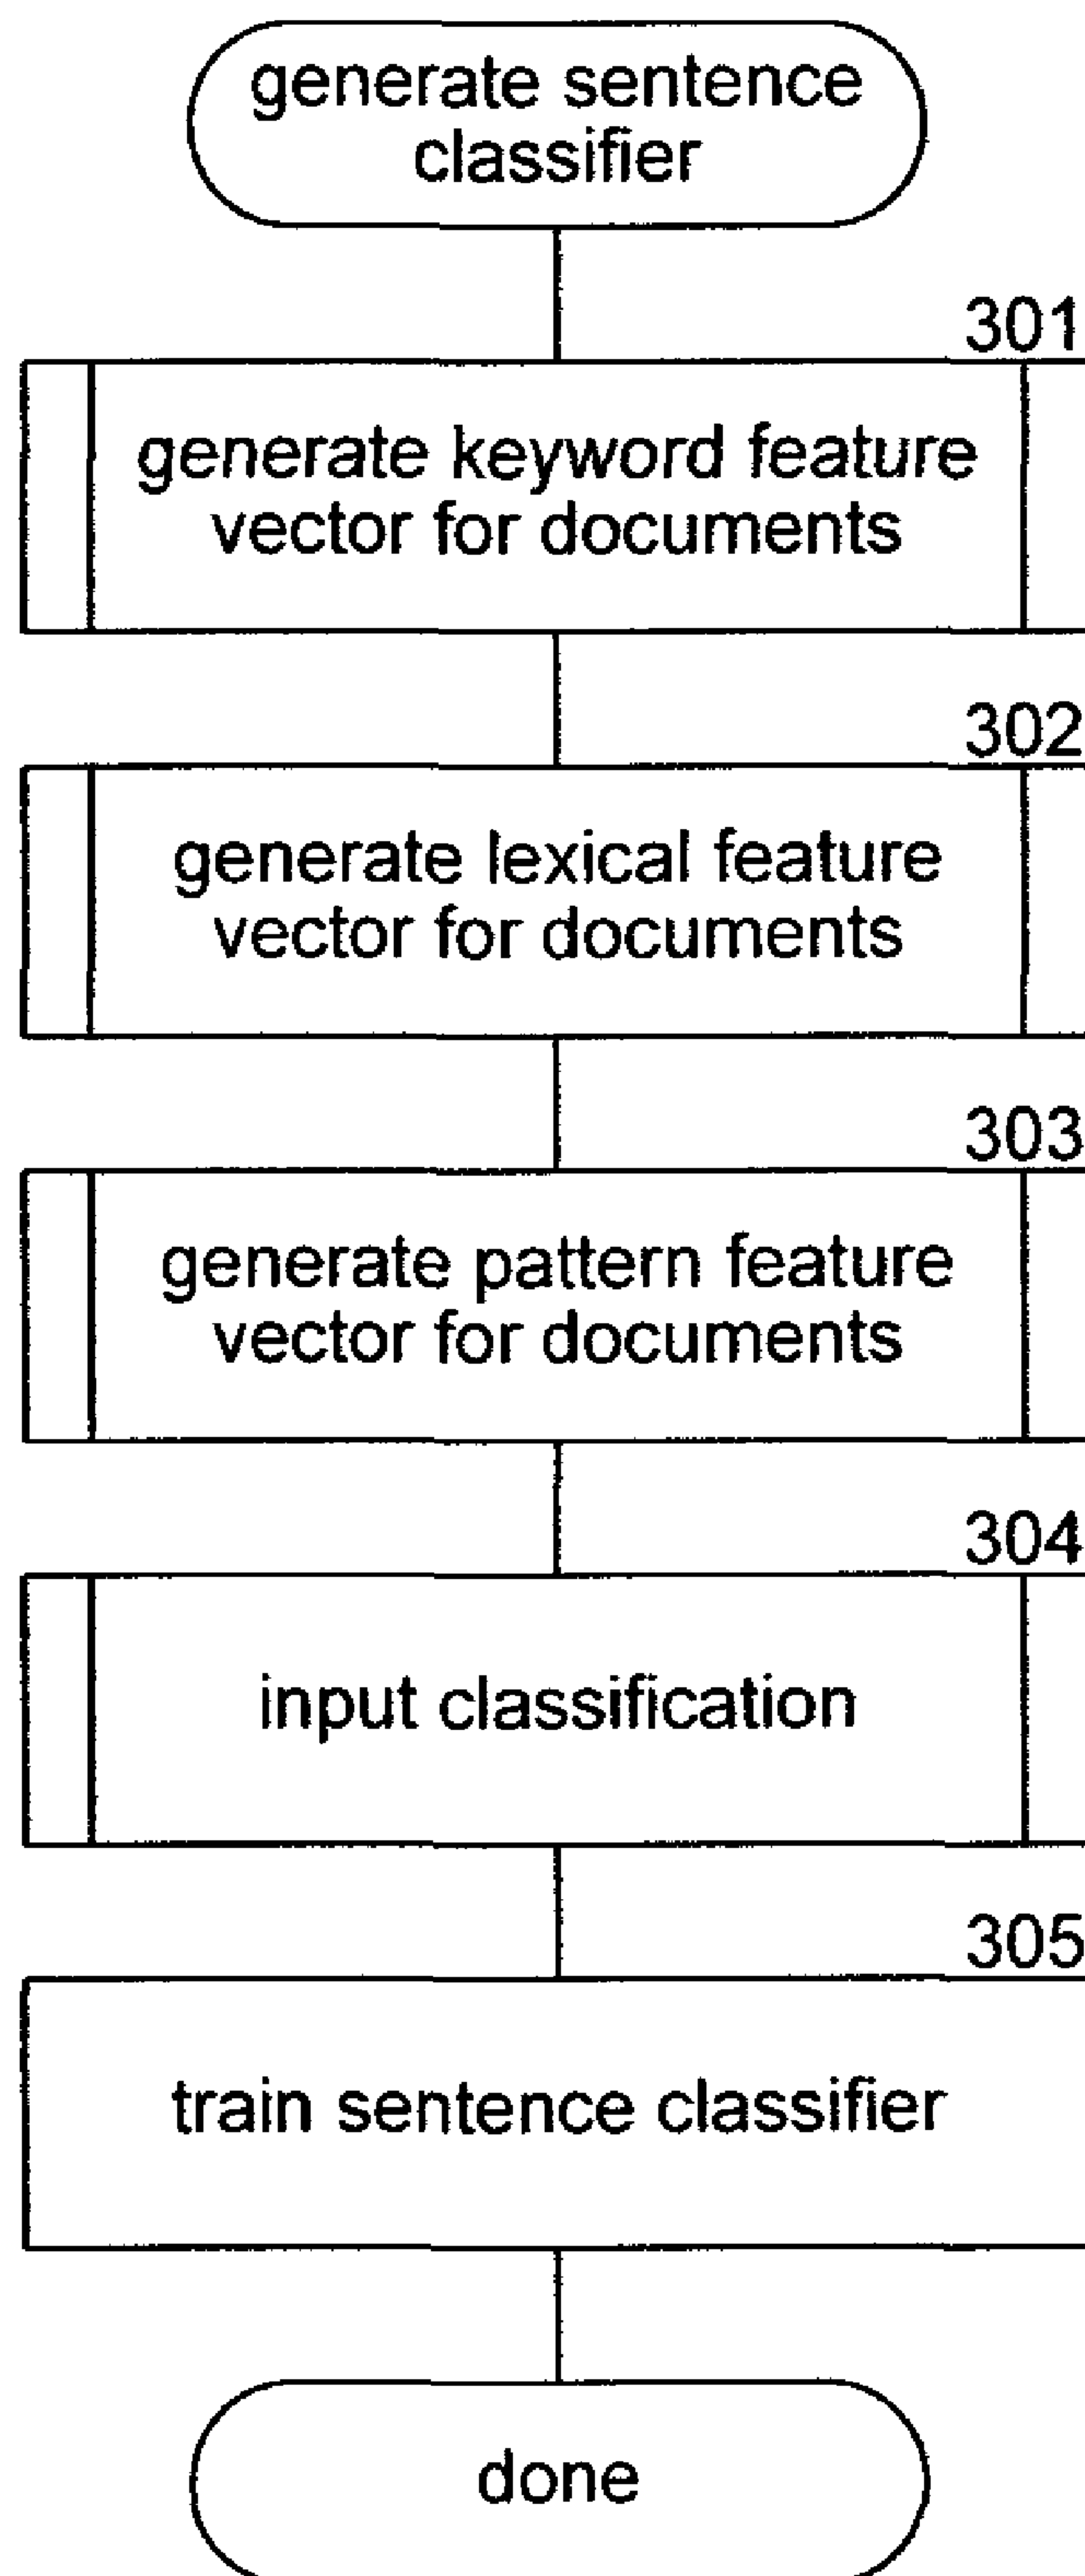 generate sentence
classifier
301
generate keyword feature
vector for documents
302
generate lexical feature
vector for documents
303
generate pattern feature
vector for documents
304
input classification
305
train sentence classifier
done